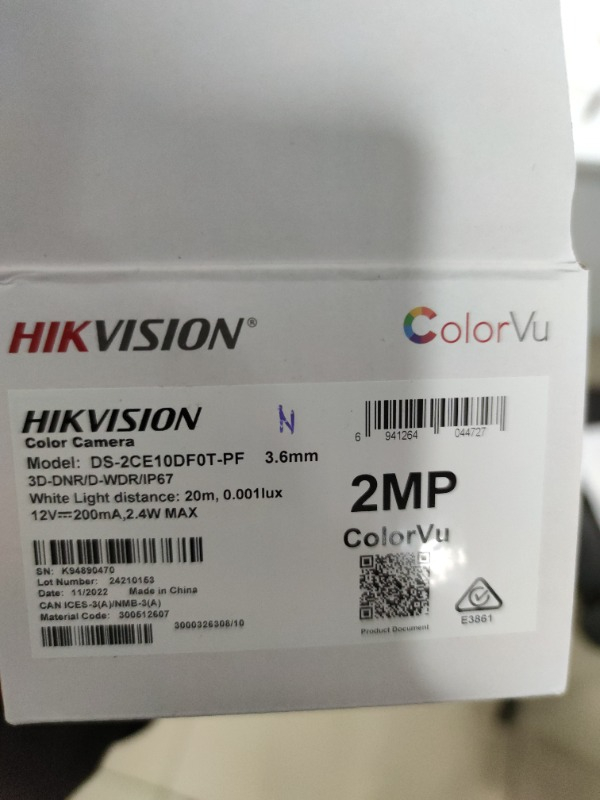 HIKVISION®
ColorVu
HIKVISION
N
Color Camera
Model: DS-2CE10DF0T-PF 3.6mm
3D-DNR/D-WDR/IP67
White Light distance: 20m, 0.001lux
12V⎓200mA,2.4W MAX
6 941264 044727
2MP
ColorVu
SN: K94890470
Lot Number: 24210153
Date: 11/2022 Made in China
CAN ICES-3(A)/NMB-3(A)
Material Code: 300512607
3000326308/10
Product Document
E3861